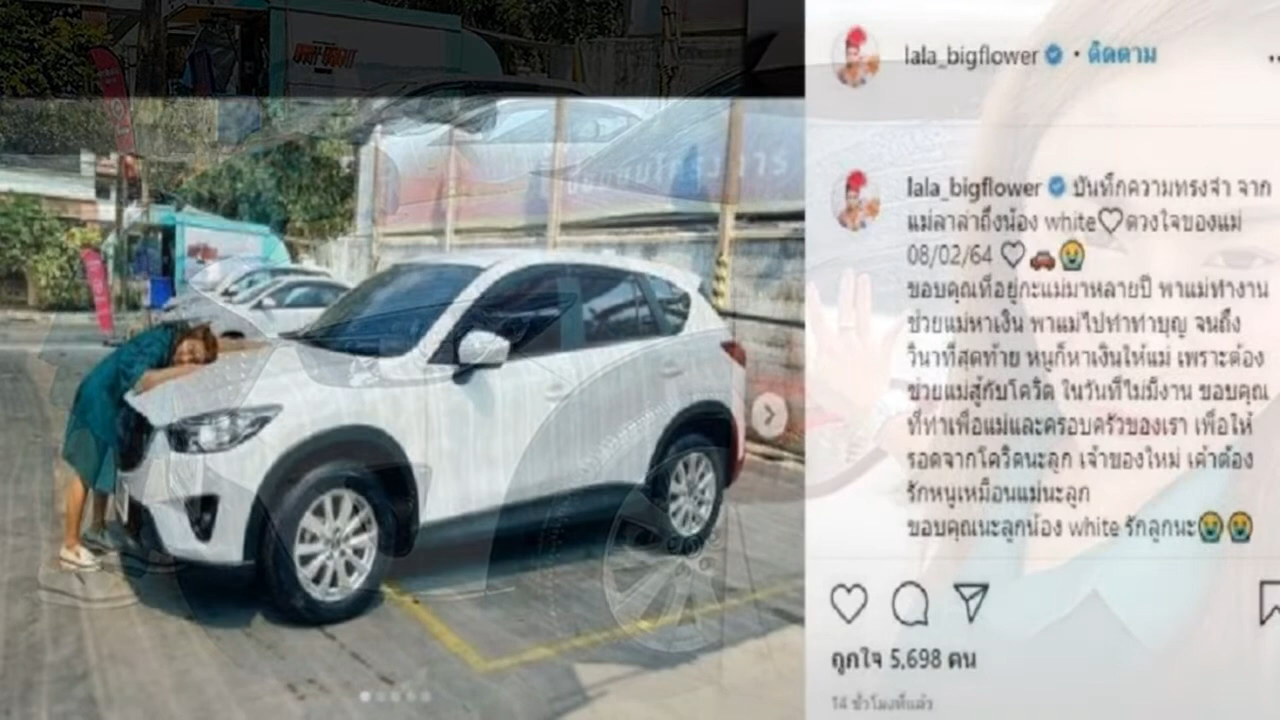 lala_bigflower • ติดตาม
lala_bigflower บันทึกความทรงจำ จาก
แม่ลาล่าถึงน้อง white♡ดวงใจของแม่
08/02/64 ♡🚗😭
ขอบคุณที่อยู่กะแม่มาหลายปี พาแม่ทำงาน
ช่วยแม่หาเงิน พาแม่ไปทำทำบุญ จนถึง
วินาทีสุดท้าย หนูก็หาเงินให้แม่ เพราะต้อง
ช่วยแม่สู้กับโควิด ในวันที่ไม่มีงาน ขอบคุณ
ที่ทำเพื่อแม่และครอบครัวของเรา เพื่อให้
รอดจากโควิดนะลูก เจ้าของใหม่ เค้าต้อง
รักหนูเหมือนแม่นะลูก
ขอบคุณนะลูกน้อง white รักลูกนะ😭😭
ถูกใจ 5,698 คน
14 ชั่วโมงที่แล้ว